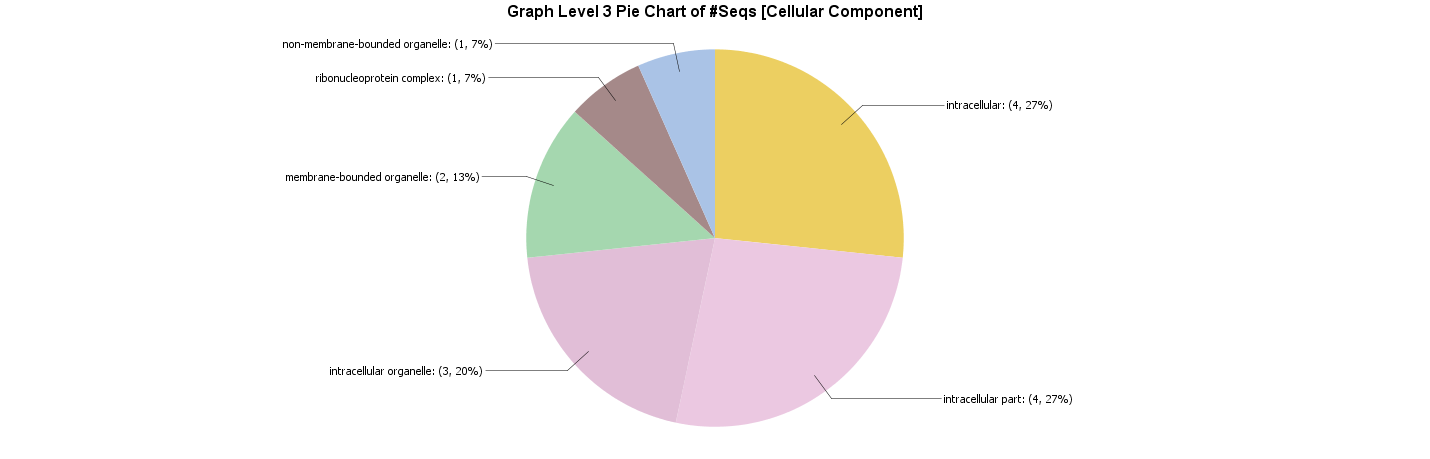 Graph Level 3 Pie Chart of #Seqs [Cellular Component]
non-membrane-bounded organelle: (1, 7%)
ribonucleoprotein complex: (1, 7%)
intracellular: (4, 27%)
membrane-bounded organelle: (2, 13%)
intracellular organelle: (3, 20%)
intracellular part: (4, 27%)